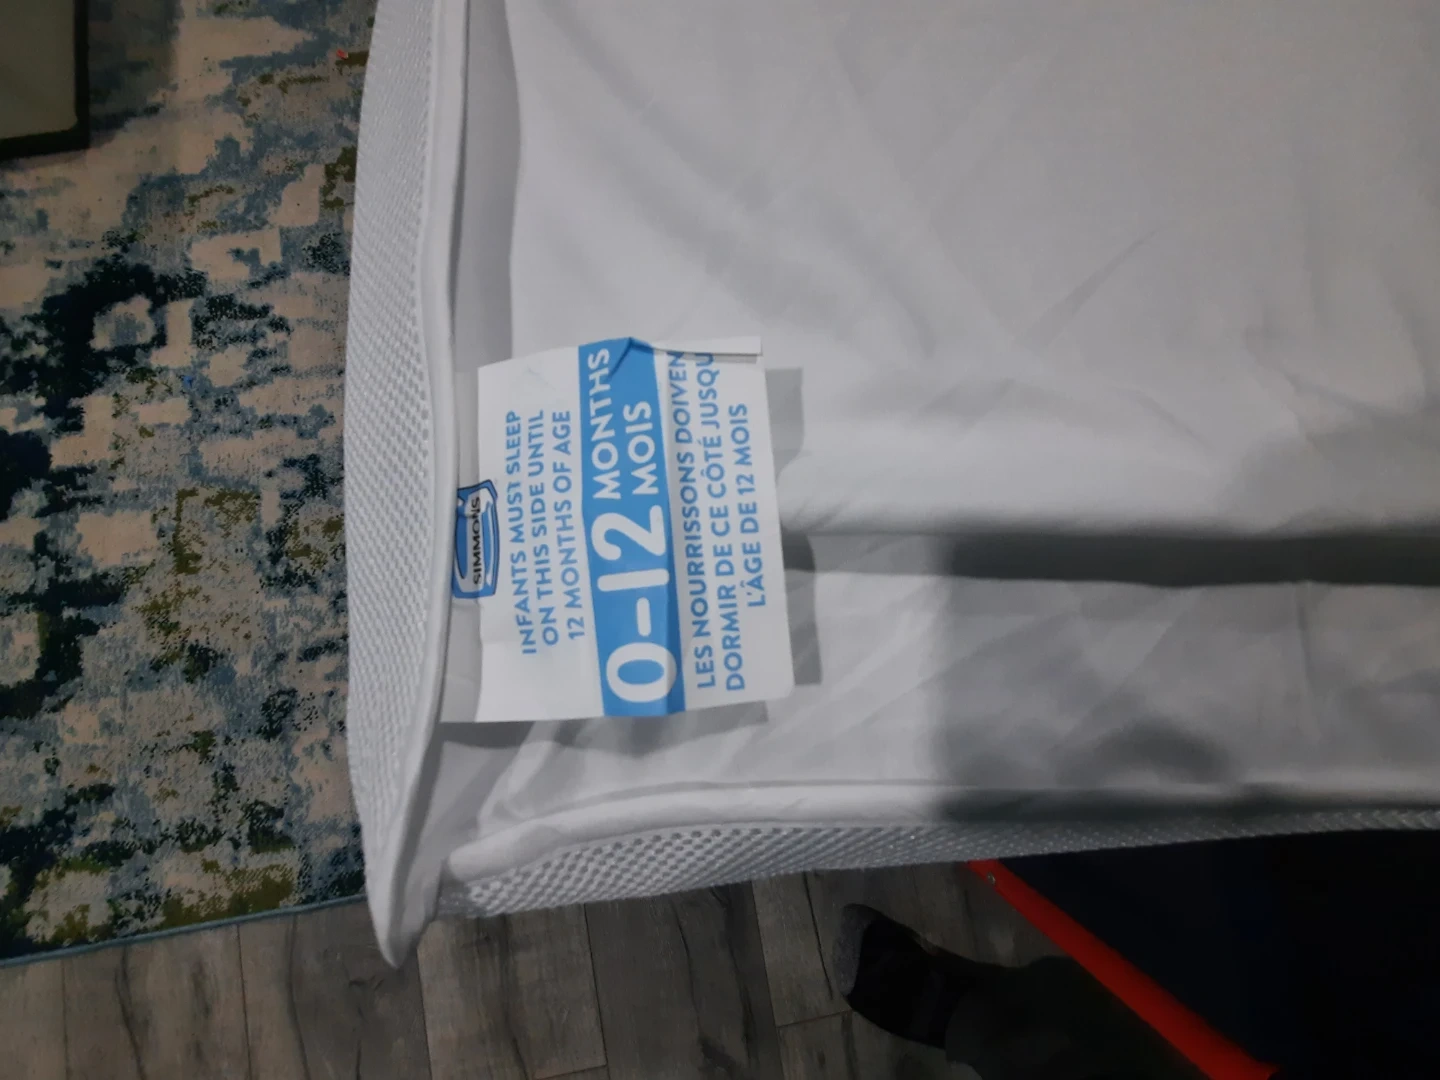 SIMMONS
INFANTS MUST SLEEP
ON THIS SIDE UNTIL
12 MONTHS OF AGE
0-12 MONTHS
MOIS
LES NOURRISSONS DOIVEN
DORMIR DE CE CÔTÉ JUSQU
L'ÂGE DE 12 MOIS